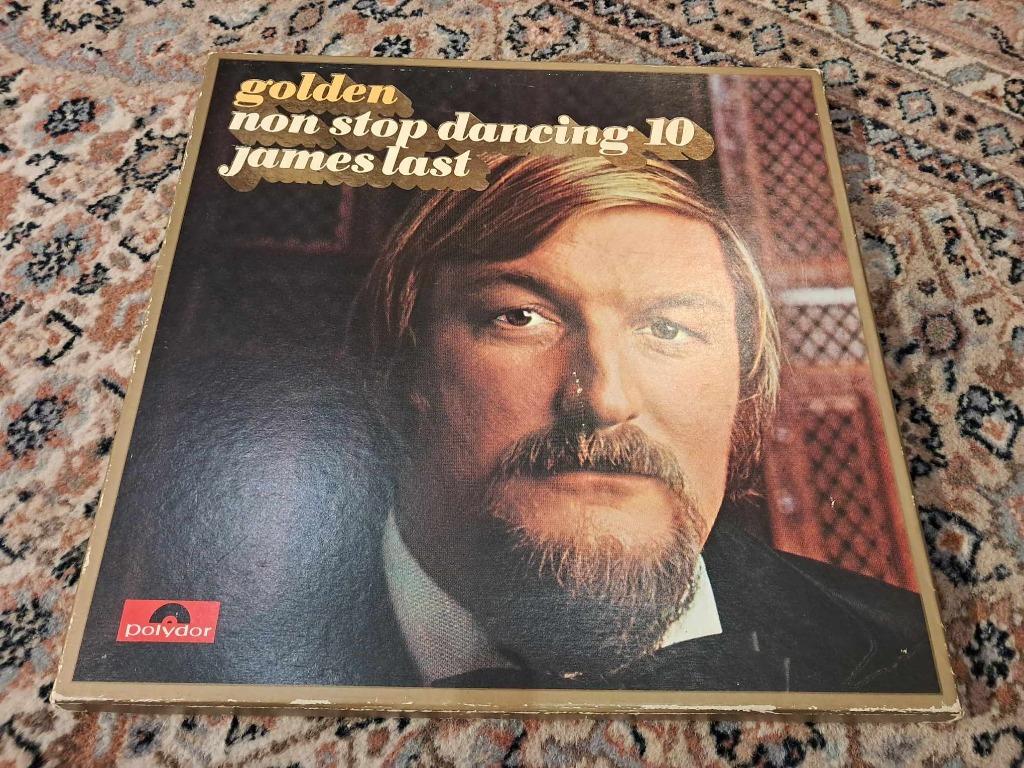 golden
non stop dancing 10
james last
polydor